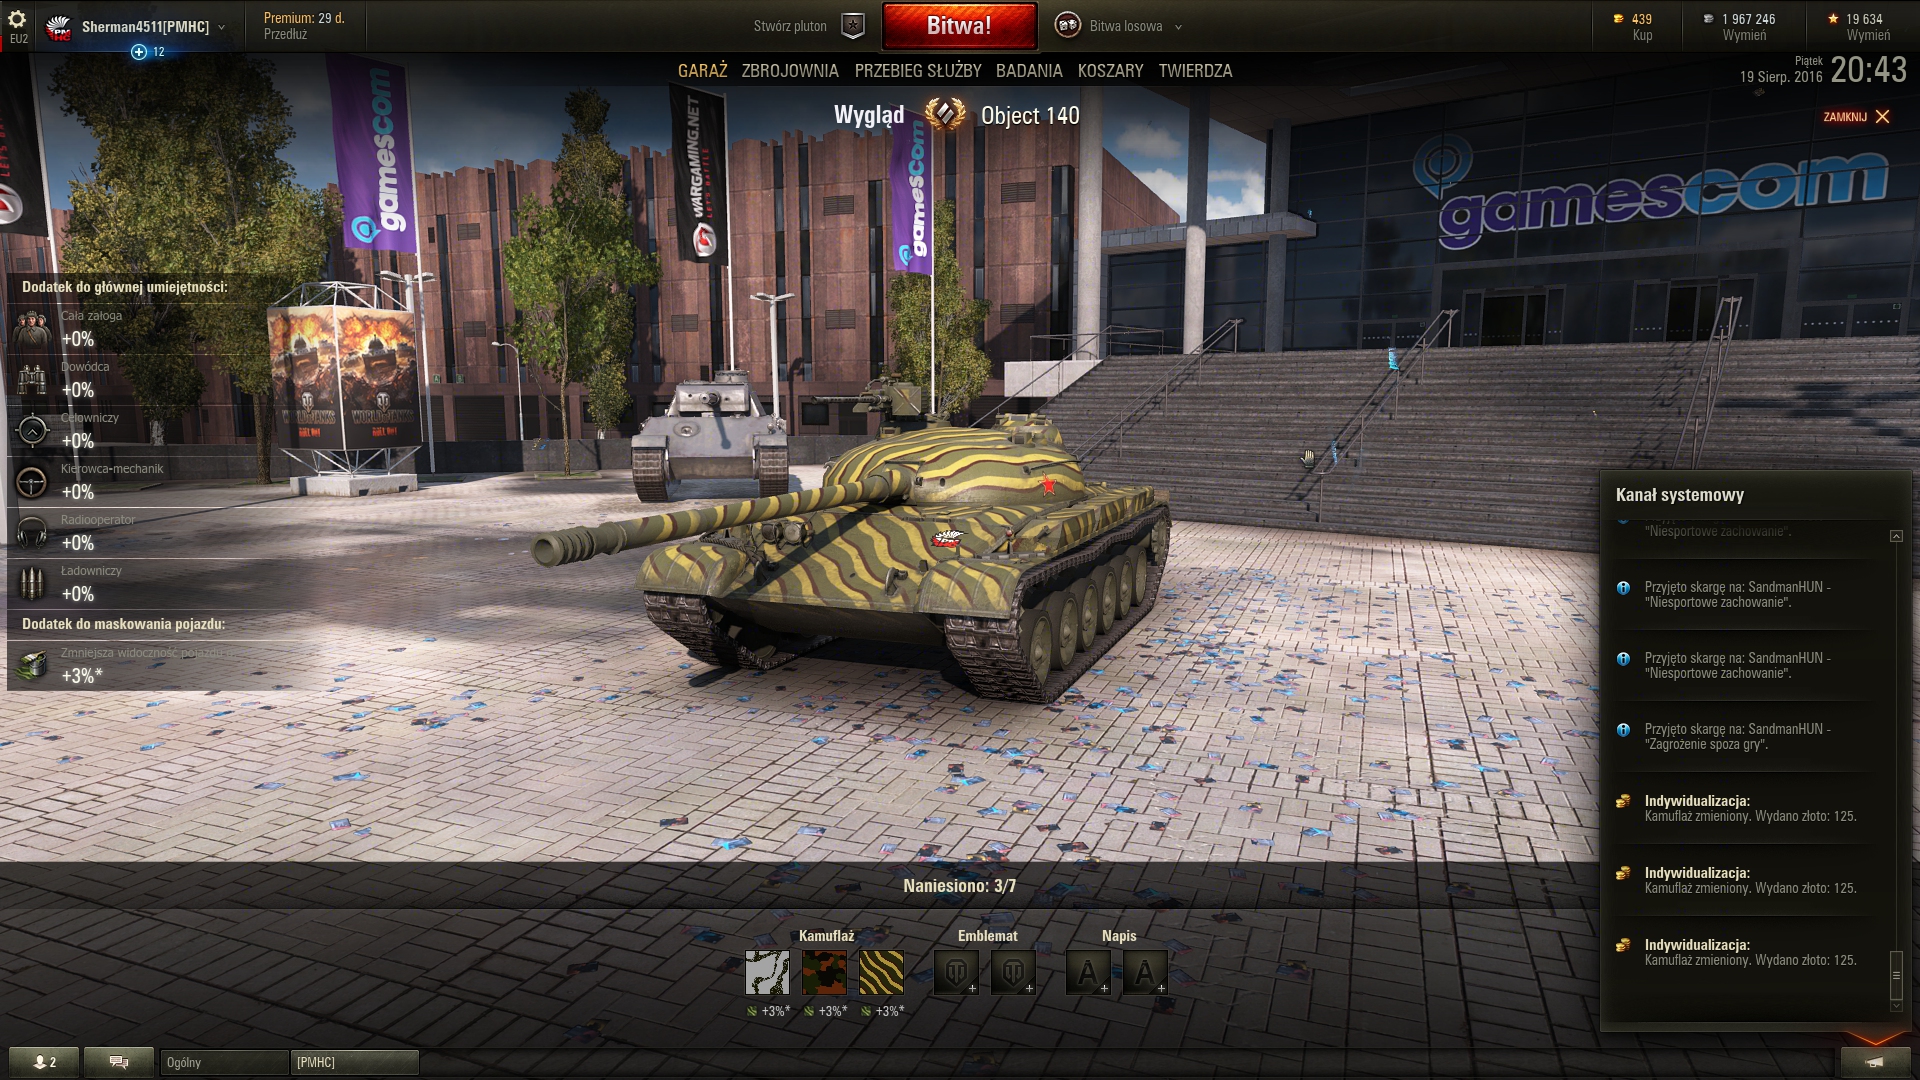 EU2
Sherman4511[PMHC]
12
Premium: 29 d.
Przedłuż
Stwórz pluton
Bitwa!
Bitwa losowa
439
Kup
1 967 246
Wymień
19 634
Wymień
GARAŻ
ZBROJOWNIA
PRZEBIEG SŁUŻBY
BADANIA
KOSZARY
TWIERDZA
Piątek
19 Sierp. 2016
20:43
Wygląd
Object 140
ZAMKNIJ
gamescom
WARGAMING.NET
LET'S BATTLE
gamescom
gamescom
Dodatek do głównej umiejętności:
Cała załoga
+0%
Dowódca
+0%
Celowniczy
+0%
Kierowca-mechanik
+0%
Radiooperator
+0%
Ładowniczy
+0%
Dodatek do maskowania pojazdu:
Zmniejsza widoczność pojazdu
+3%*
Kanał systemowy
"Niesportowe zachowanie".
Przyjęto skargę na: SandmanHUN -
"Niesportowe zachowanie".
Przyjęto skargę na: SandmanHUN -
"Niesportowe zachowanie".
Przyjęto skargę na: SandmanHUN -
"Zagrożenie spoza gry".
Indywidualizacja:
Kamuflaż zmieniony. Wydano złoto: 125.
Indywidualizacja:
Kamuflaż zmieniony. Wydano złoto: 125.
Indywidualizacja:
Kamuflaż zmieniony. Wydano złoto: 125.
Naniesiono: 3/7
Kamuflaż
Emblemat
Napis
A
A
+3%*
+3%*
+3%*
2
Ogólny
[PMHC]